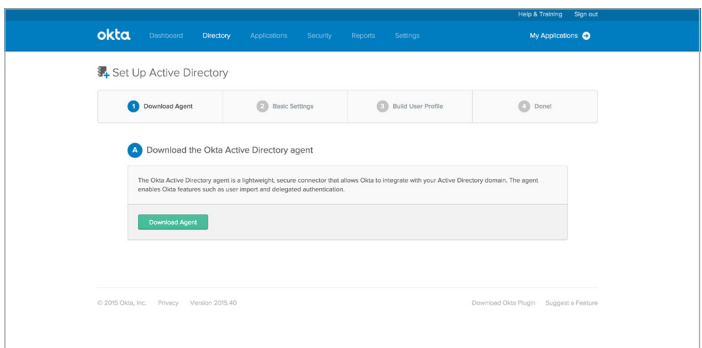 Help & Training Sign out
okta Dashboard Directory Applications Security Reports Settings My Applications
Set Up Active Directory
1 Download Agent 2 Basic Settings 3 Build User Profile 4 Done!
A Download the Okta Active Directory agent
The Okta Active Directory agent is a lightweight, secure connector that allows Okta to integrate with your Active Directory domain. The agent
enables Okta features such as user import and delegated authentication.
Download Agent
© 2015 Okta, Inc. Privacy Version 2015.40 Download Okta Plugin Suggest a Feature